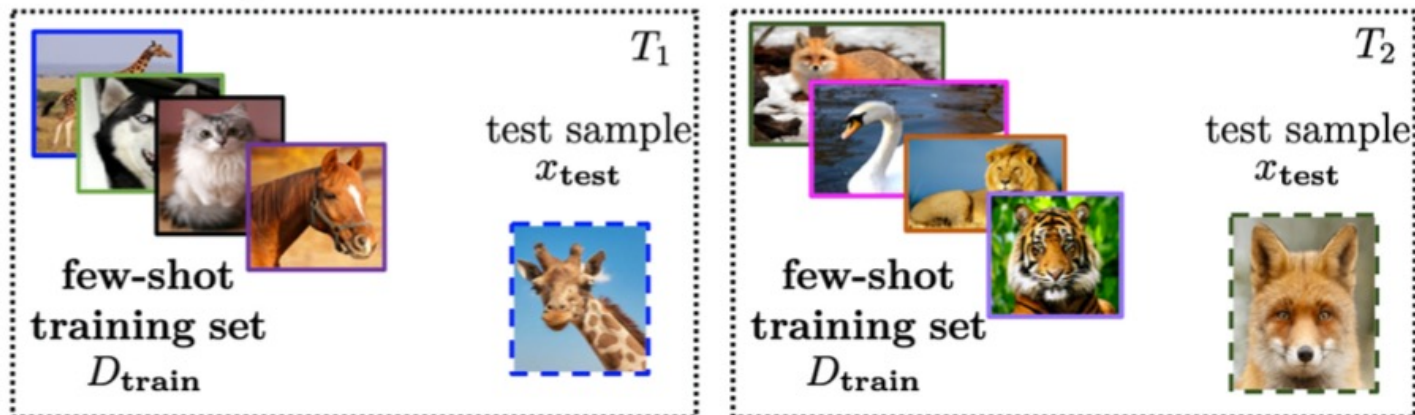 T₁
test sample
x_test
few-shot
training set
D_train
T₂
test sample
x_test
few-shot
training set
D_train